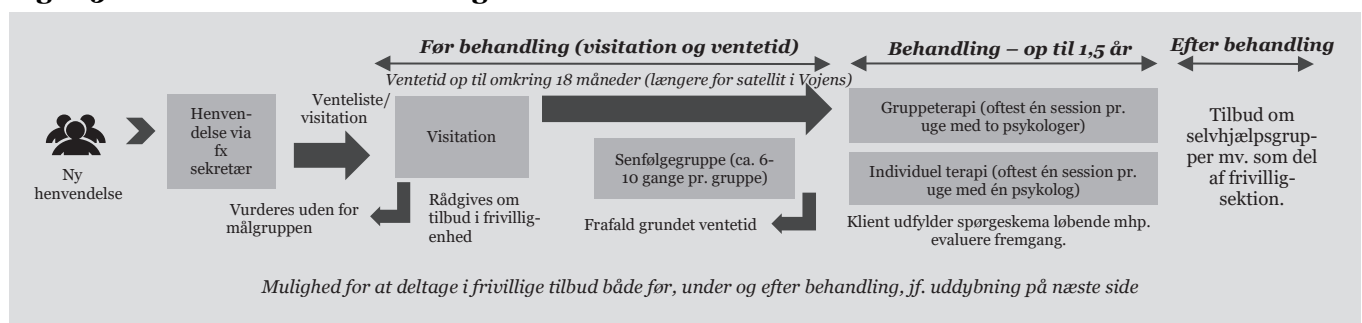 Før behandling (visitation og ventetid)
Behandling – op til 1,5 år
Efter behandling
Ventetid op til omkring 18 måneder (længere for satellit i Vojens)
Ny
henvendelse
Henven-
delse via
fx
sekretær
Venteliste/
visitation
Visitation
Vurderes uden for
målgruppen
Rådgives om
tilbud i frivillig-
enhed
Senfølgegruppe (ca. 6-
10 gange pr. gruppe)
Frafald grundet ventetid
Gruppeterapi (oftest én session pr.
uge med to psykologer)
Individuel terapi (oftest én session pr.
uge med én psykolog)
Klient udfylder spørgeskema løbende mhp.
evaluere fremgang.
Tilbud om
selvhjælpsgrup-
per mv. som del
af frivillig-
sektion.
Mulighed for at deltage i frivillige tilbud både før, under og efter behandling, jf. uddybning på næste side